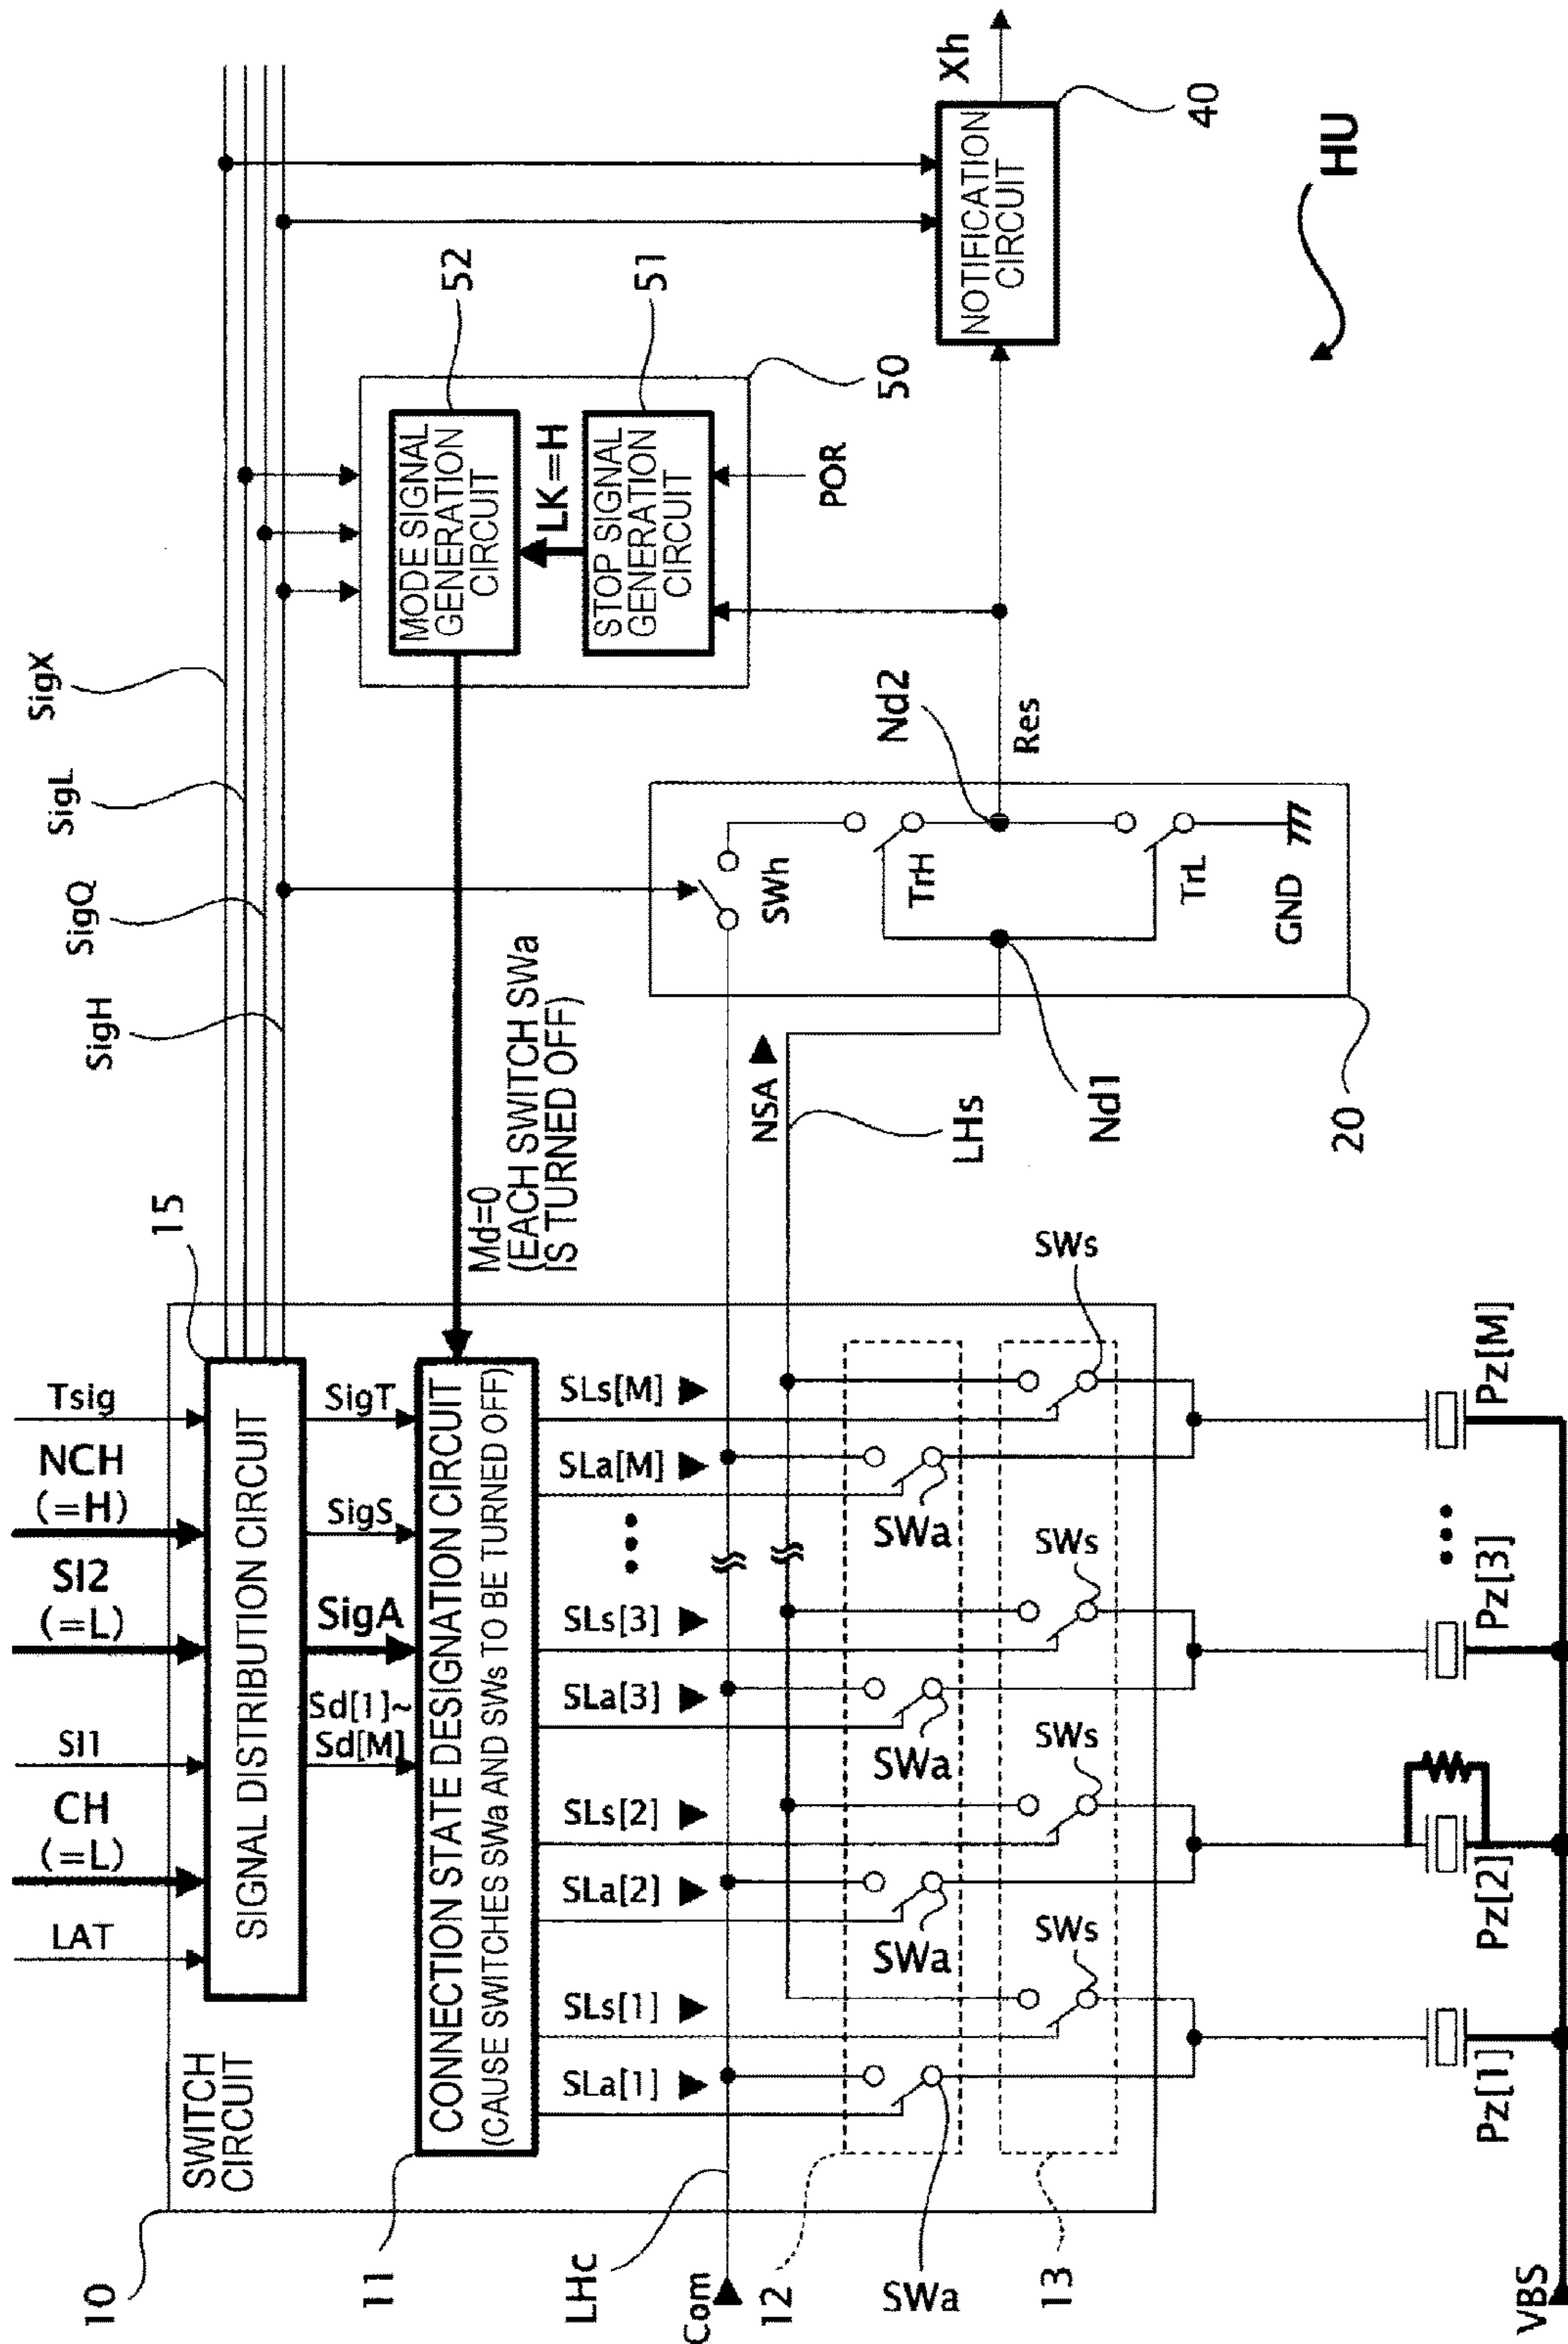 SWITCH
CIRCUIT
10
LAT
CH
(=L)
SI1
SI2
(=L)
NCH
(=H)
Tsig
15
SIGNAL DISTRIBUTION CIRCUIT
Sd[1]~
Sd[M]
SigA
SigS
SigT
11
CONNECTION STATE DESIGNATION CIRCUIT
(CAUSE SWITCHES SWa AND SWs TO BE TURNED OFF)
SigH
SigQ
SigL
SigX
Md=0
(EACH SWITCH SWa
IS TURNED OFF)
MODE SIGNAL
GENERATION
CIRCUIT
52
LK=H
STOP SIGNAL
GENERATION
CIRCUIT
51
50
POR
SLa[1]
SLs[1]
SLa[2]
SLs[2]
SLa[3]
SLs[3]
•••
SLa[M]
SLs[M]
LHc
Com
NSA
LHs
12
SWa
SWa
SWa
SWa
13
SWs
SWs
SWs
SWs
SWh
TrH
TrL
GND
Nd1
Nd2
20
Res
NOTIFICATION
CIRCUIT
40
Xh
HU
Pz[1]
Pz[2]
Pz[3]
•••
Pz[M]
VBS